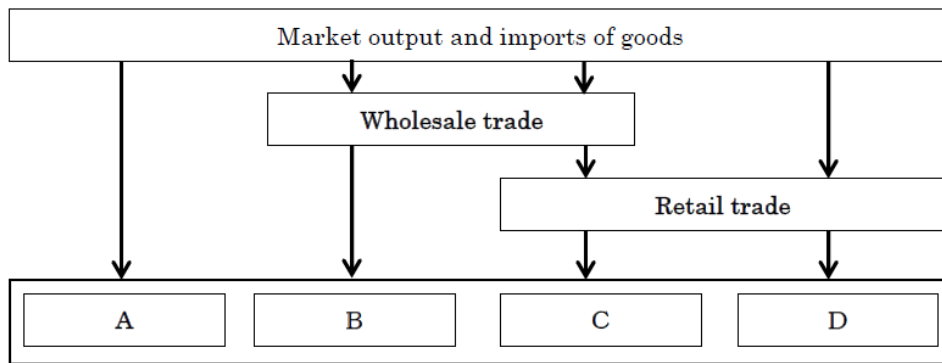 Market output and imports of goods
Wholesale trade
Retail trade
A
B
C
D